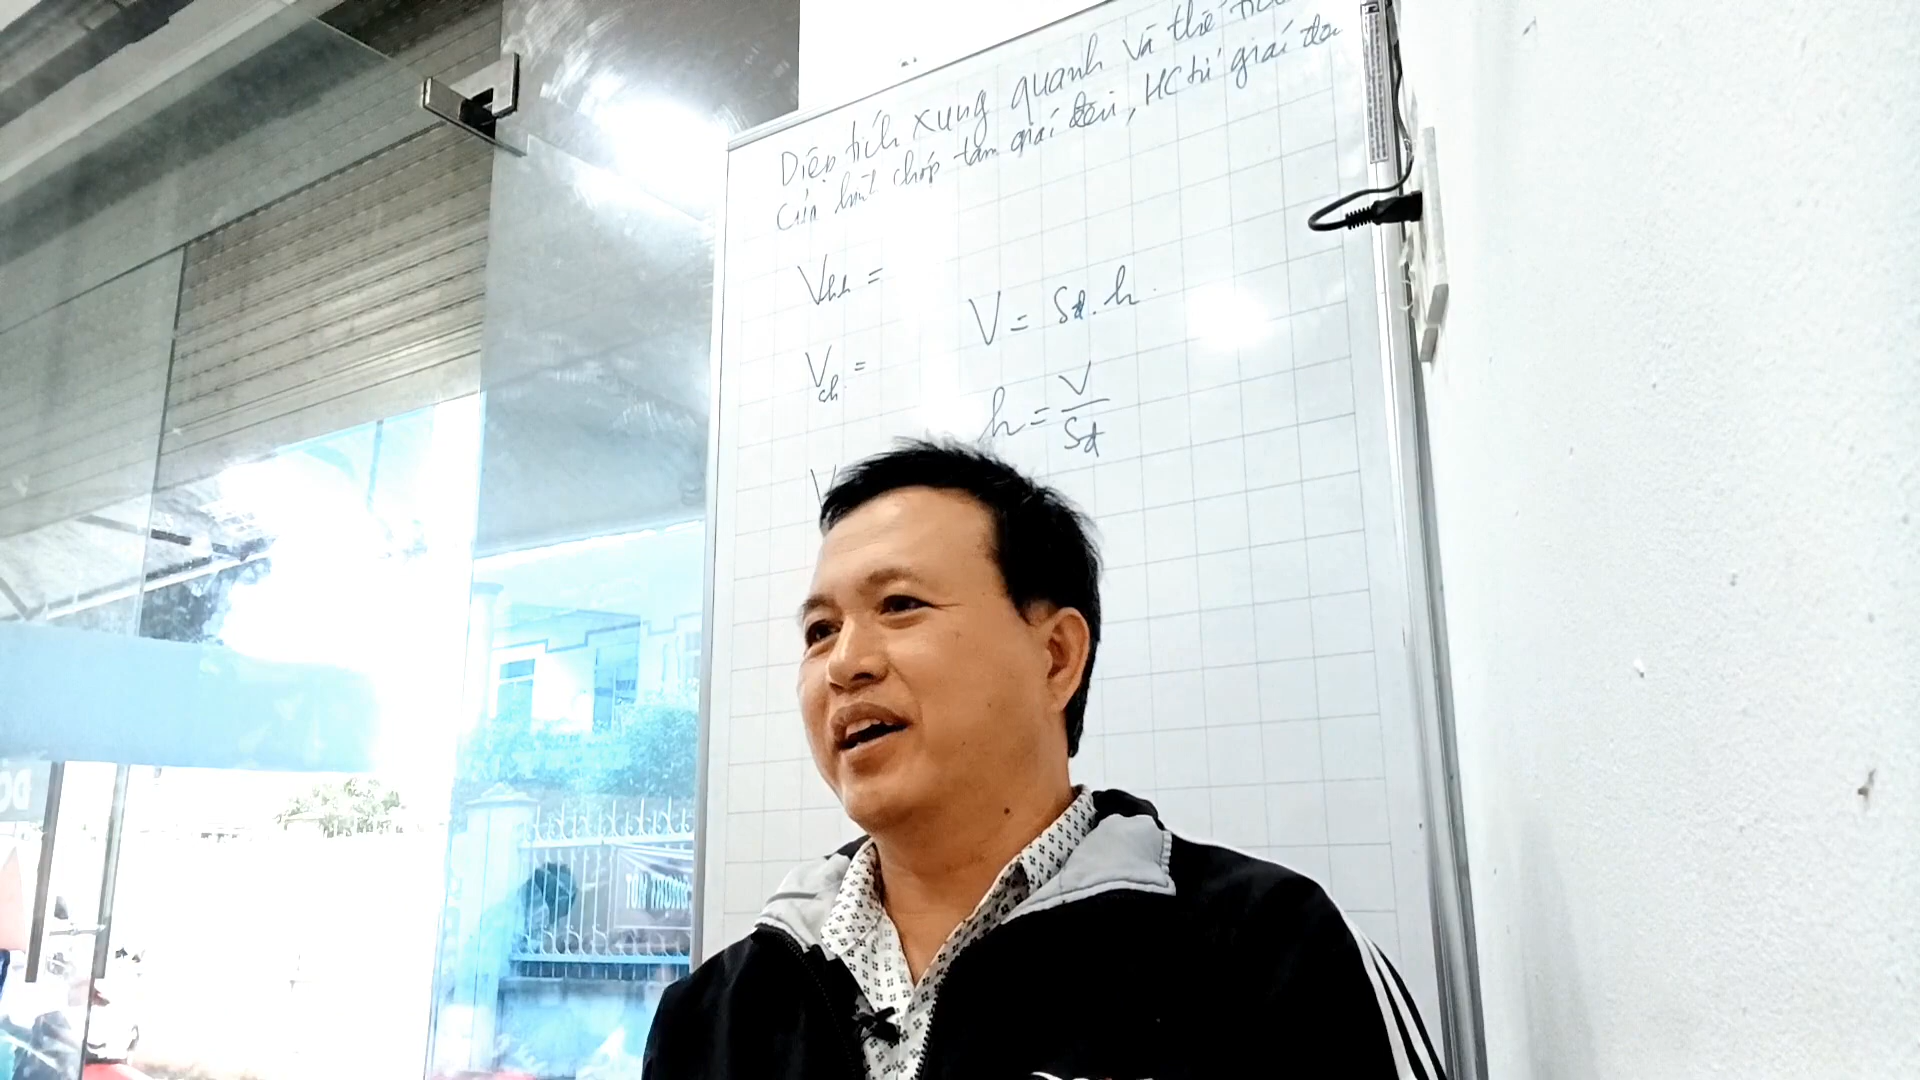 Diện tích xung quanh và thể tích
của hình chóp tam giác đều, HC tứ giác đều
Vhh =
V = Sđ. h.
Vch. =
h = V / Sđ
V